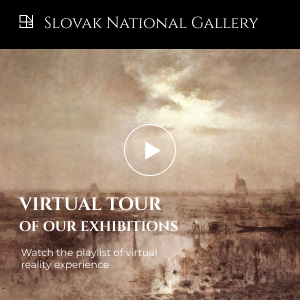 Slovak National Gallery
VIRTUAL TOUR
OF OUR EXHIBITIONS
Watch the playlist of virtual
reality experience